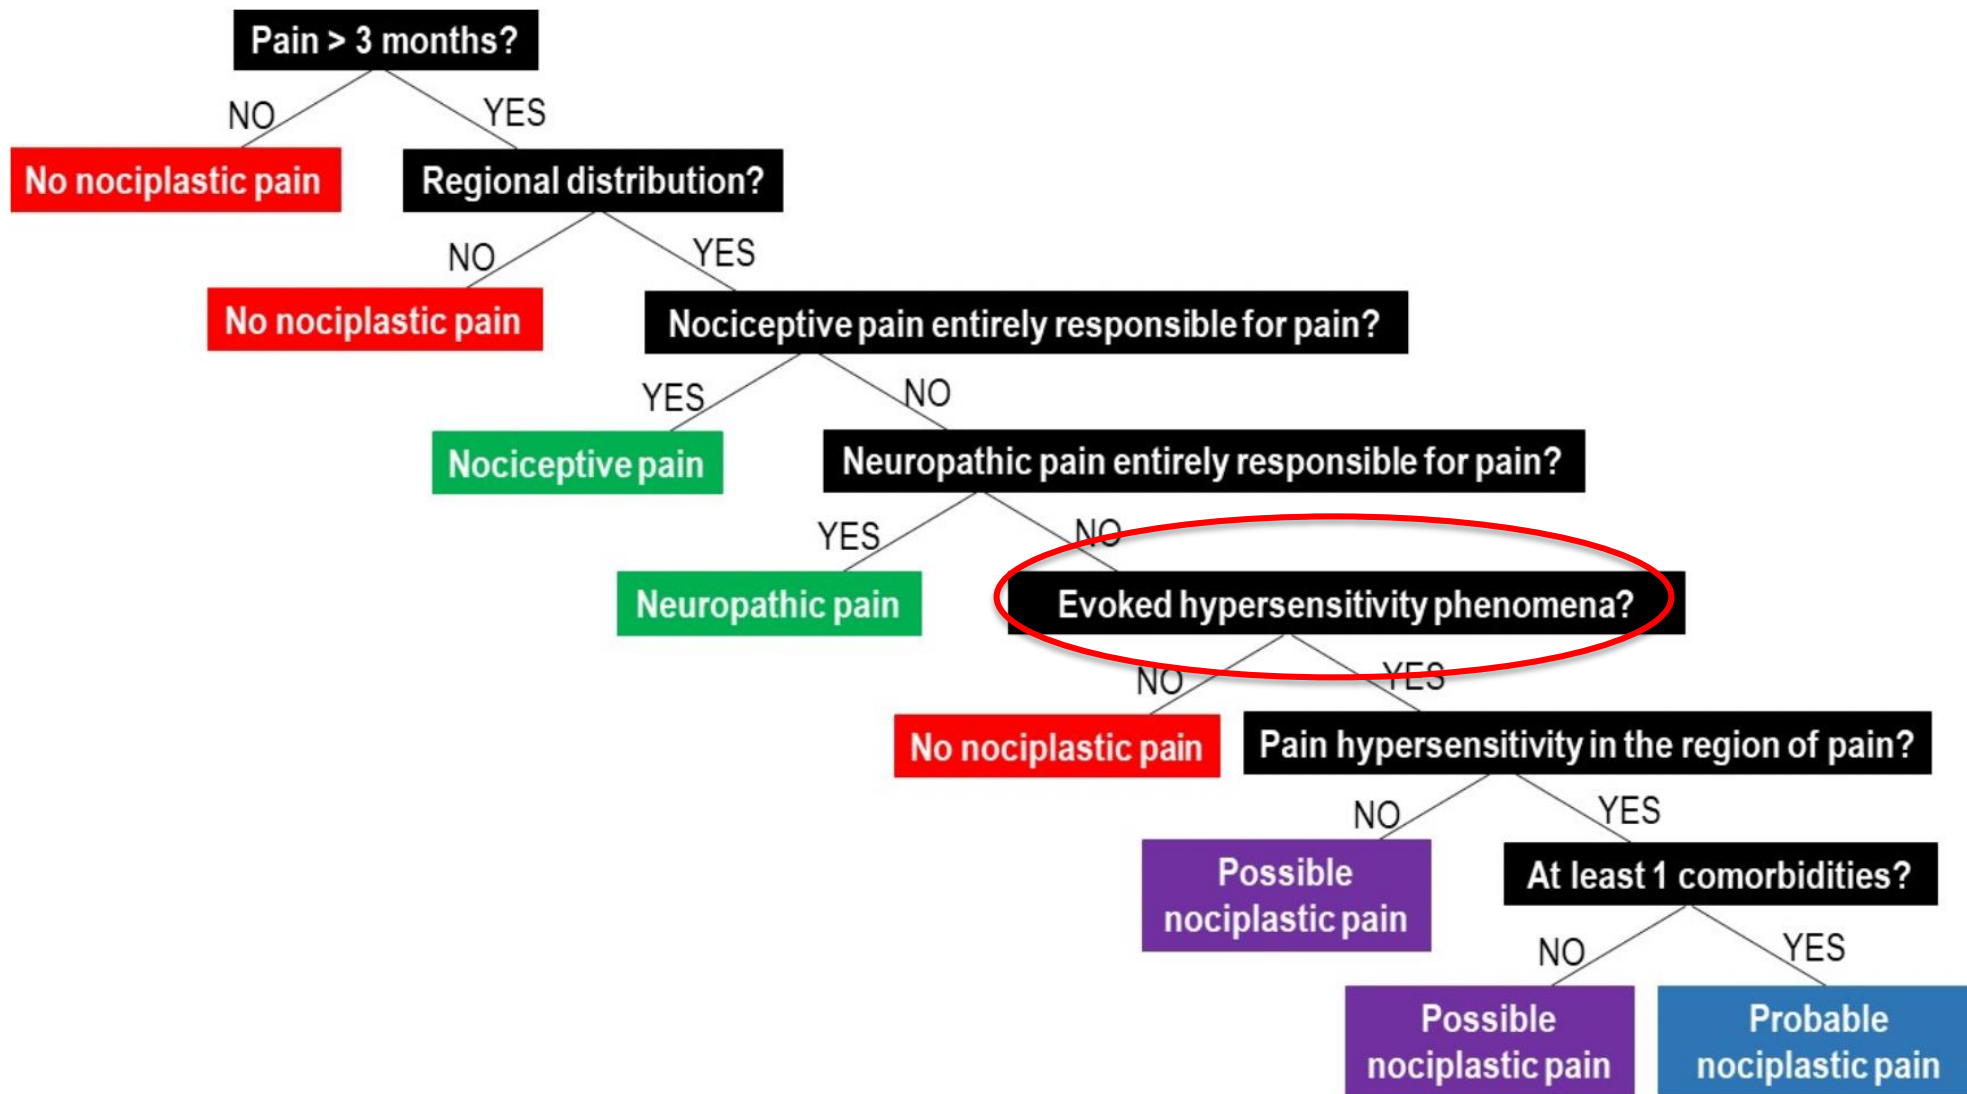 Pain > 3 months?
NO
YES
No nociplastic pain
Regional distribution?
NO
YES
No nociplastic pain
Nociceptive pain entirely responsible for pain?
YES
NO
Nociceptive pain
Neuropathic pain entirely responsible for pain?
YES
NO
Neuropathic pain
Evoked hypersensitivity phenomena?
NO
YES
No nociplastic pain
Pain hypersensitivity in the region of pain?
NO
YES
Possible
nociplastic pain
At least 1 comorbidities?
NO
YES
Possible
nociplastic pain
Probable
nociplastic pain